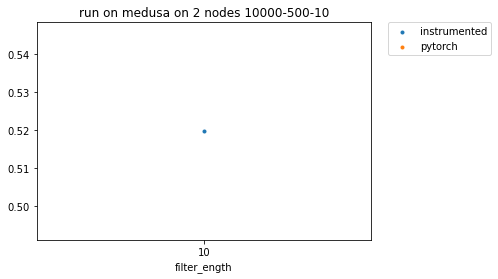 run on medusa on 2 nodes 10000-500-10
instrumented
pytorch
0.54
0.53
0.52
0.51
0.50
10
filter_ength